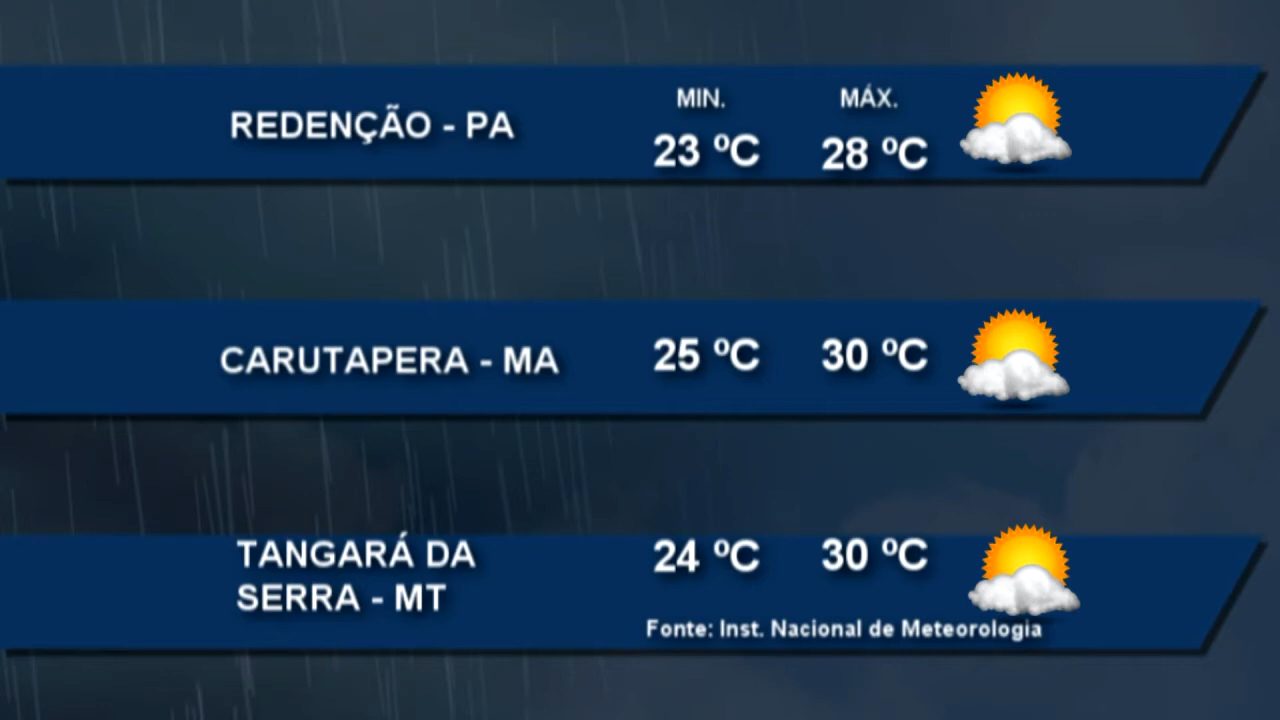 MIN. MÁX.
REDENÇÃO - PA 23 ºC 28 ºC
CARUTAPERA - MA 25 ºC 30 ºC
TANGARÁ DA 24 ºC 30 ºC
SERRA - MT
Fonte: Inst. Nacional de Meteorologia